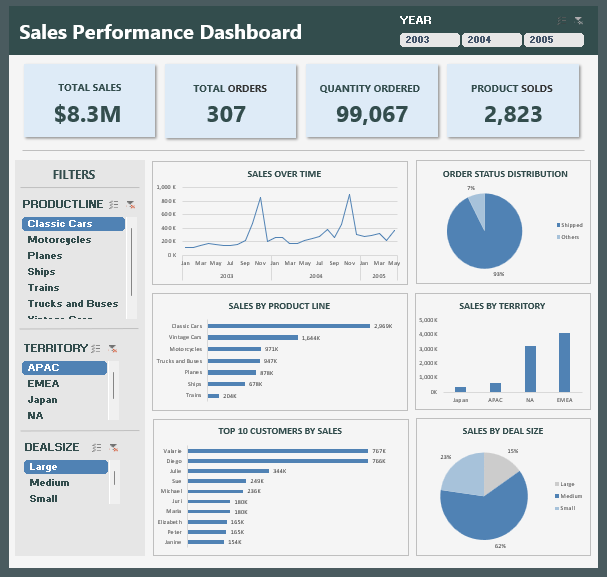 Sales Performance Dashboard
YEAR
2003 2004 2005
TOTAL SALES
$8.3M
TOTAL ORDERS
307
QUANTITY ORDERED
99,067
PRODUCT SOLDS
2,823
FILTERS
PRODUCTLINE
Classic Cars
Motorcycles
Planes
Ships
Trains
Trucks and Buses
Vintage Cars
TERRITORY
APAC
EMEA
Japan
NA
DEALSIZE
Large
Medium
Small
SALES OVER TIME
1,000 K
800 K
600 K
400 K
200 K
0 K
Jan Mar May Jul Sep Nov Jan Mar May Jul Sep Nov Jan Mar May
2003 2004 2005
ORDER STATUS DISTRIBUTION
7%
93%
Shipped
Others
SALES BY PRODUCT LINE
Classic Cars 2,969K
Vintage Cars 1,644K
Motorcycles 971K
Trucks and Buses 947K
Planes 878K
Ships 678K
Trains 204K
SALES BY TERRITORY
5,000K
4,000K
3,000K
2,000K
1,000K
0K
Japan APAC NA EMEA
TOP 10 CUSTOMERS BY SALES
Valarie 767K
Diego 766K
Julie 344K
Sue 249K
Michael 236K
Juri 180K
Maria 180K
Elizabeth 165K
Peter 165K
Janine 154K
SALES BY DEAL SIZE
15%
23%
62%
Large
Medium
Small